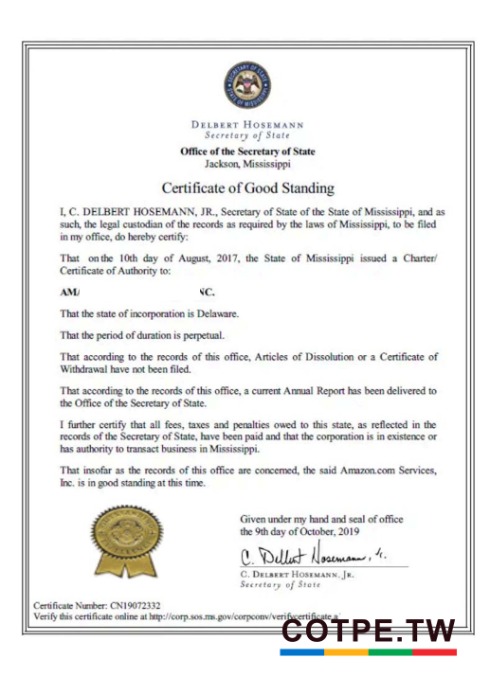 SECRETARY OF STATE
STATE OF MISSISSIPPI
DELBERT HOSEMANN
Secretary of State
Office of the Secretary of State
Jackson, Mississippi
Certificate of Good Standing
I, C. DELBERT HOSEMANN, JR., Secretary of State of the State of Mississippi, and as
such, the legal custodian of the records as required by the laws of Mississippi, to be filed
in my office, do hereby certify:
That on the 10th day of August, 2017, the State of Mississippi issued a Charter/
Certificate of Authority to:
AM
NC.
That the state of incorporation is Delaware.
That the period of duration is perpetual.
That according to the records of this office, Articles of Dissolution or a Certificate of
Withdrawal have not been filed.
That according to the records of this office, a current Annual Report has been delivered to
the Office of the Secretary of State.
I further certify that all fees, taxes and penalties owed to this state, as reflected in the
records of the Secretary of State, have been paid and that the corporation is in existence or
has authority to transact business in Mississippi.
That insofar as the records of this office are concerned, the said Amazon.com Services,
Inc. is in good standing at this time.
Given under my hand and seal of office
the 9th day of October, 2019
C. Delbert Hosemann, Jr.
C. DELBERT HOSEMANN, JR.
Secretary of State
Certificate Number: CN19072332
Verify this certificate online at http://corp.sos.ms.gov/corpconv/verifycertificate.a
COTPE.TW